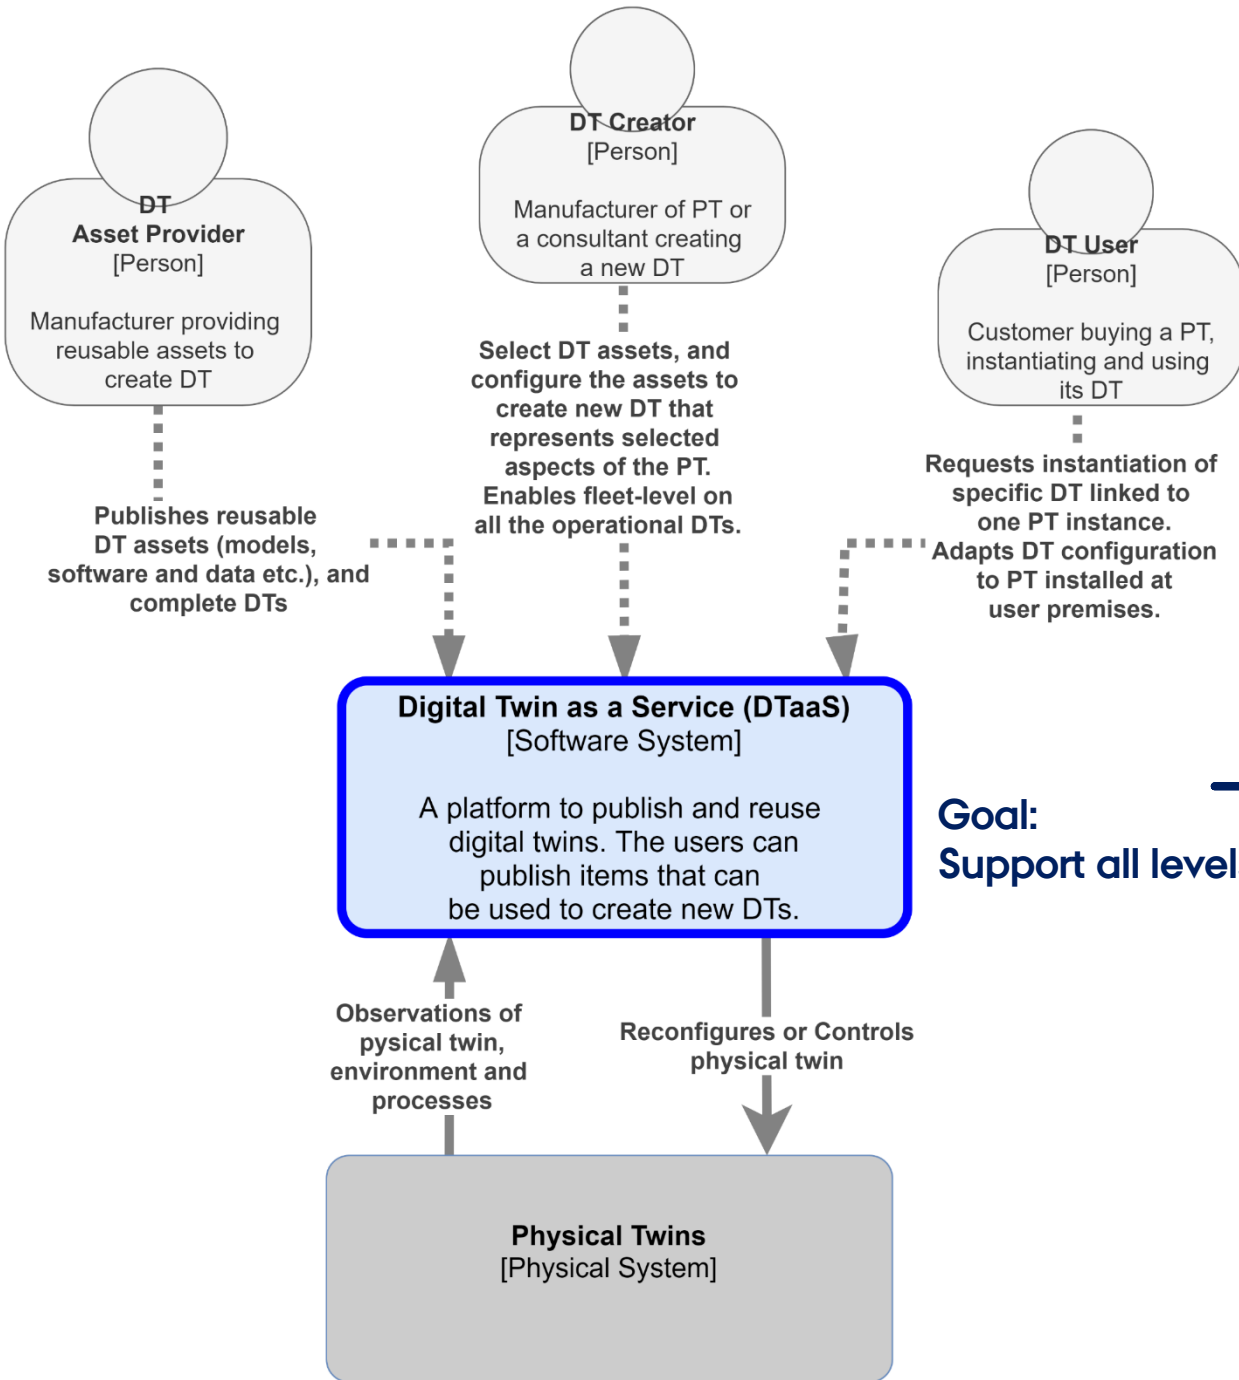 DT Creator
[Person]
Manufacturer of PT or
a consultant creating
a new DT
DT
Asset Provider
[Person]
Manufacturer providing
reusable assets to
create DT
DT User
[Person]
Customer buying a PT,
instantiating and using
its DT
Select DT assets, and
configure the assets to
create new DT that
represents selected
aspects of the PT.
Enables fleet-level on
all the operational DTs.
Publishes reusable
DT assets (models,
software and data etc.), and
complete DTs
Requests instantiation of
specific DT linked to
one PT instance.
Adapts DT configuration
to PT installed at
user premises.
Digital Twin as a Service (DTaaS)
[Software System]
A platform to publish and reuse
digital twins. The users can
publish items that can
be used to create new DTs.
Goal:
Support all level
Observations of
pysical twin,
environment and
processes
Reconfigures or Controls
physical twin
Physical Twins
[Physical System]